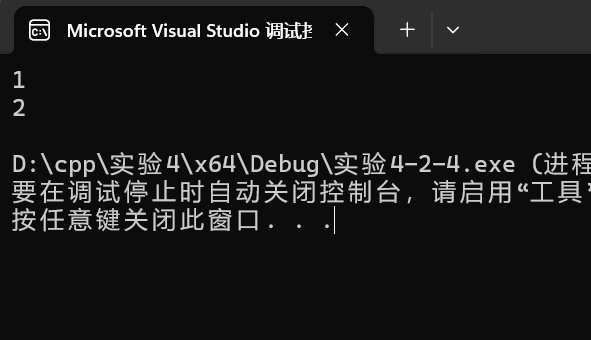 C:\
Microsoft Visual Studio 调试控
1
2
D:\cpp\实验4\x64\Debug\实验4-2-4.exe (进程
要在调试停止时自动关闭控制台，请启用“工具”
按任意键关闭此窗口. . .